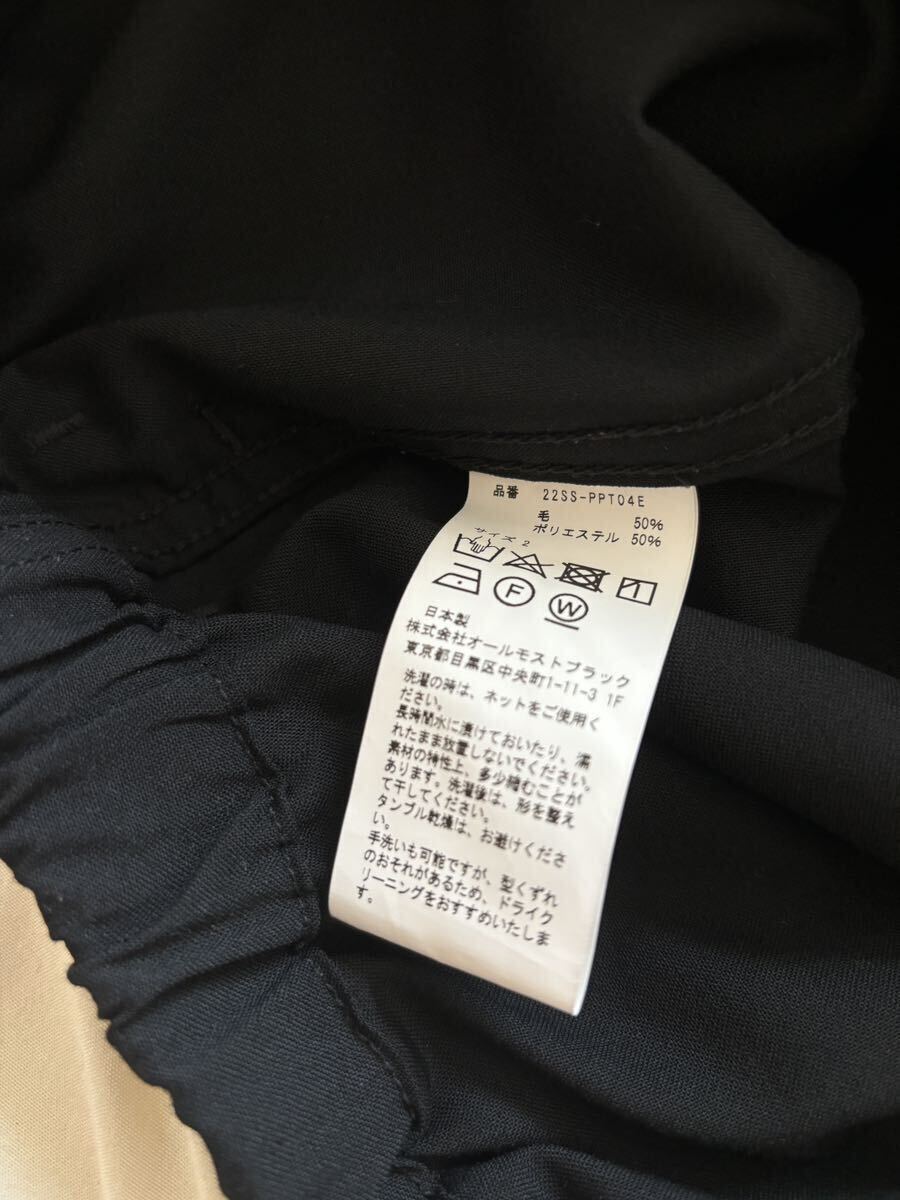 品番 22SS-PPT04E
毛 50%
ポリエステル 50%
サイズ 2
1
F W
日本製
株式会社オールモストブラック
東京都目黒区中央町1-11-3 1F
洗濯の時は、ネットをご使用く
ださい。
長時間水に漬けておいたり、濡
れたまま放置しないでください。
素材の特性上、多少縮むことが
あります。洗濯後は、形を整え
て干してください。
タンブル乾燥は、お避けくださ
い。
手洗いも可能ですが、型くずれ
のおそれがあるため、ドライク
リーニングをおすすめいたしま
す。